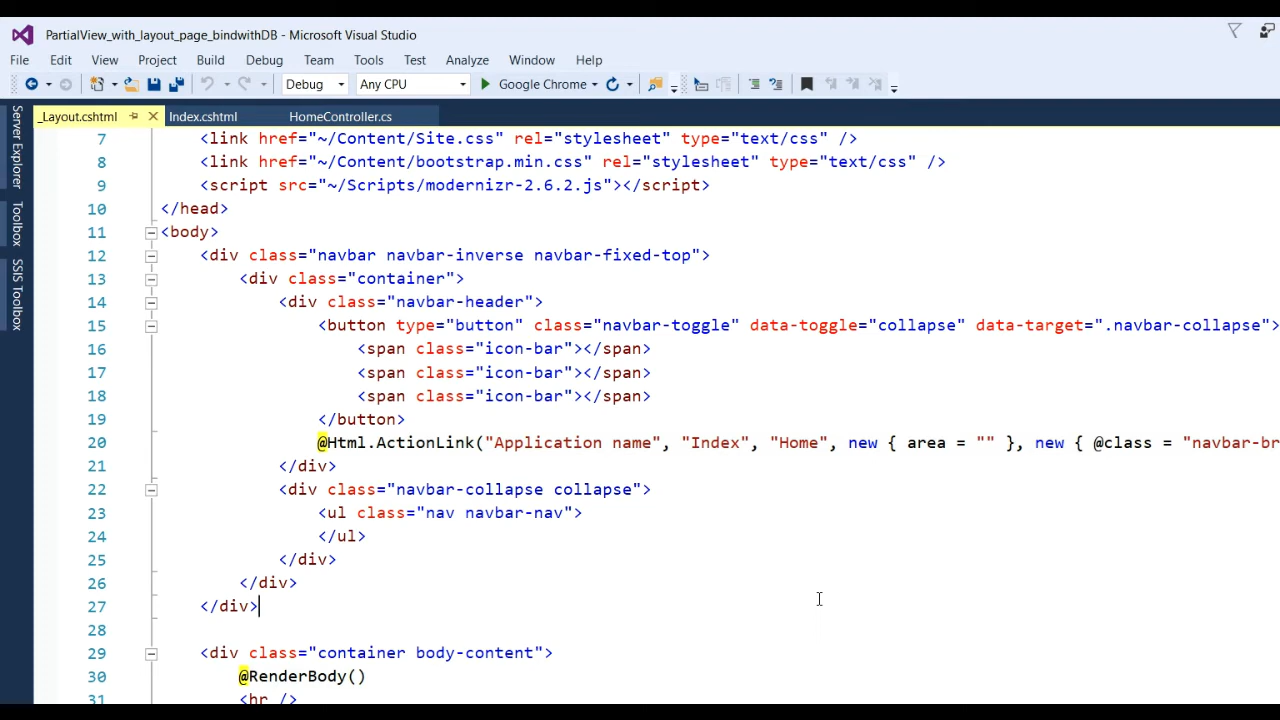 PartialView_with_layout_page_bindwithDB - Microsoft Visual Studio
File Edit View Project Build Debug Team Tools Test Analyze Window Help
Debug Any CPU Google Chrome
_Layout.cshtml Index.cshtml HomeController.cs
Server Explorer
Toolbox
SSIS Toolbox
7 <link href="~/Content/Site.css" rel="stylesheet" type="text/css" />
8 <link href="~/Content/bootstrap.min.css" rel="stylesheet" type="text/css" />
9 <script src="~/Scripts/modernizr-2.6.2.js"></script>
10 </head>
11 <body>
12 <div class="navbar navbar-inverse navbar-fixed-top">
13 <div class="container">
14 <div class="navbar-header">
15 <button type="button" class="navbar-toggle" data-toggle="collapse" data-target=".navbar-collapse">
16 <span class="icon-bar"></span>
17 <span class="icon-bar"></span>
18 <span class="icon-bar"></span>
19 </button>
20 @Html.ActionLink("Application name", "Index", "Home", new { area = "" }, new { @class = "navbar-br
21 </div>
22 <div class="navbar-collapse collapse">
23 <ul class="nav navbar-nav">
24 </ul>
25 </div>
26 </div>
27 </div>
28
29 <div class="container body-content">
30 @RenderBody()
31 <hr />